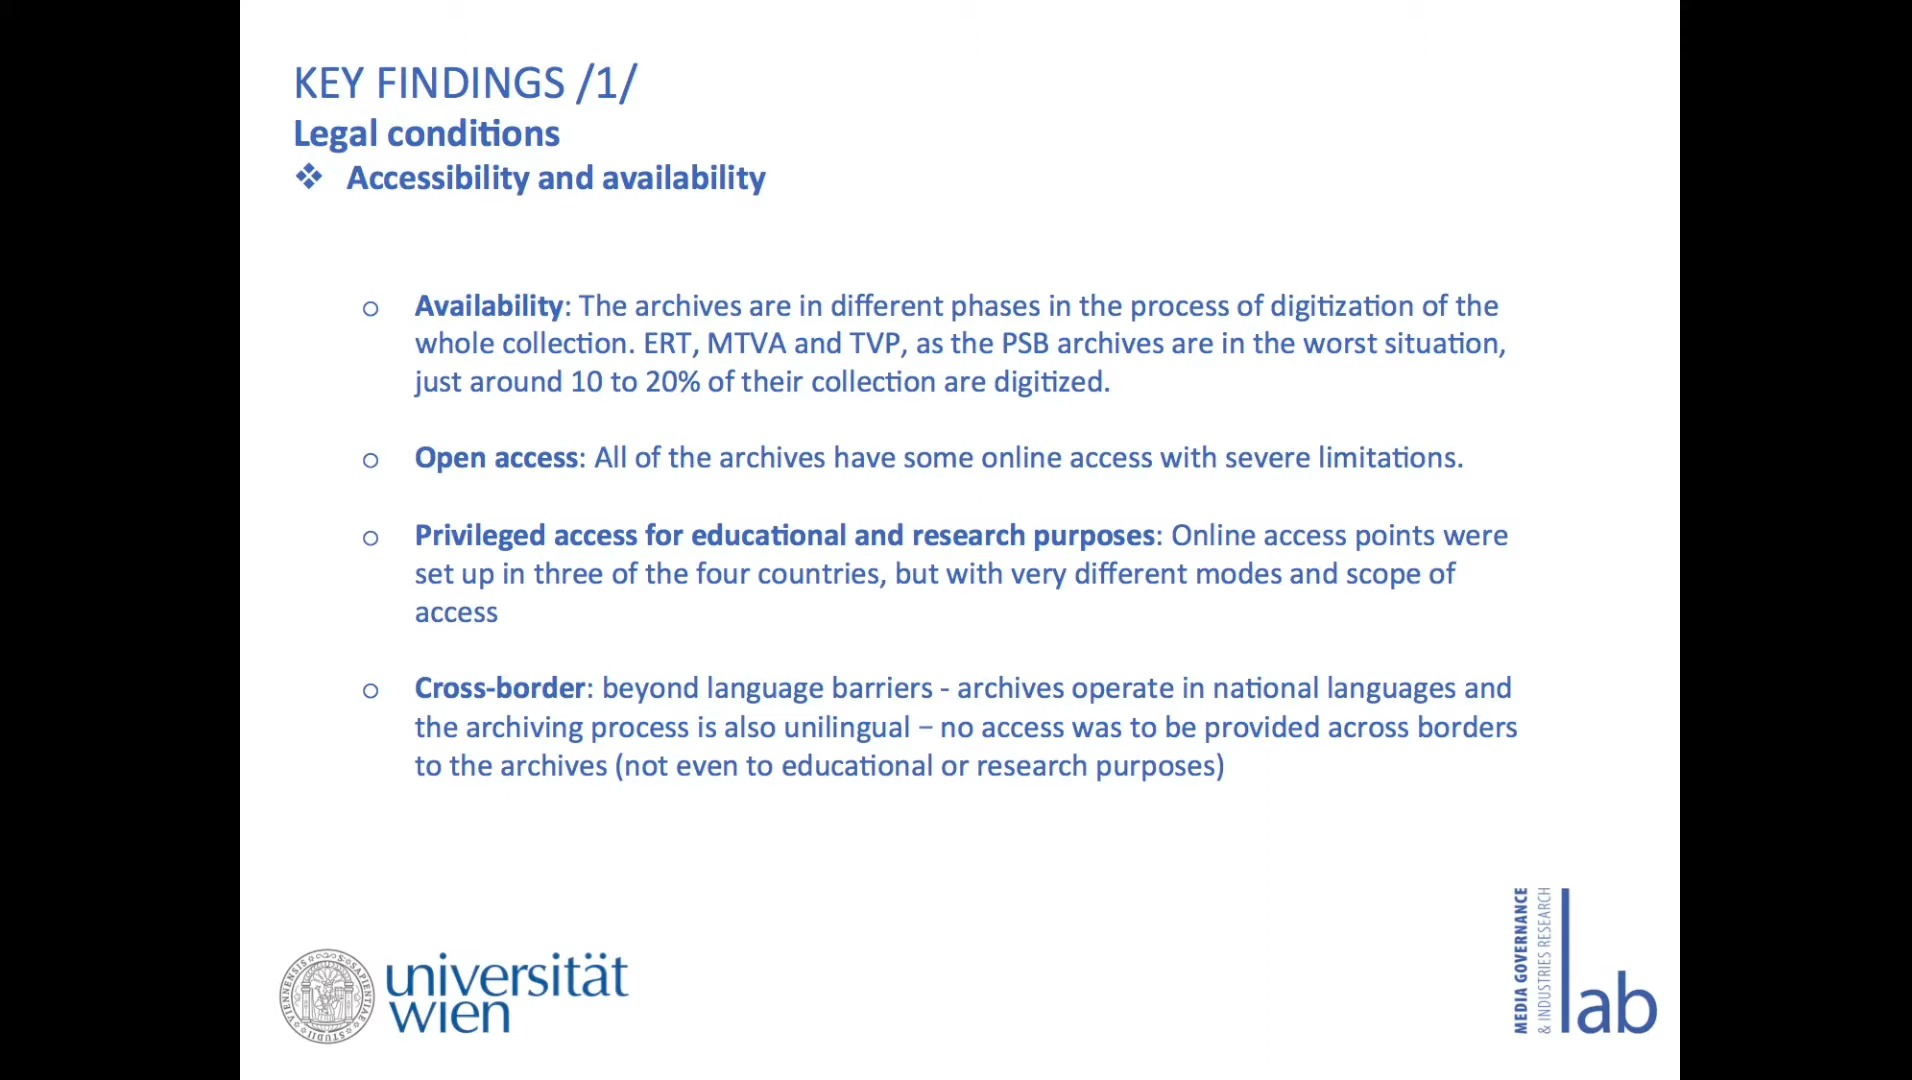 KEY FINDINGS /1/
Legal conditions
❖ Accessibility and availability
o Availability: The archives are in different phases in the process of digitization of the
whole collection. ERT, MTVA and TVP, as the PSB archives are in the worst situation,
just around 10 to 20% of their collection are digitized.
o Open access: All of the archives have some online access with severe limitations.
o Privileged access for educational and research purposes: Online access points were
set up in three of the four countries, but with very different modes and scope of
access
o Cross-border: beyond language barriers - archives operate in national languages and
the archiving process is also unilingual – no access was to be provided across borders
to the archives (not even to educational or research purposes)
universität
wien
MEDIA GOVERNANCE
& INDUSTRIES RESEARCH
lab